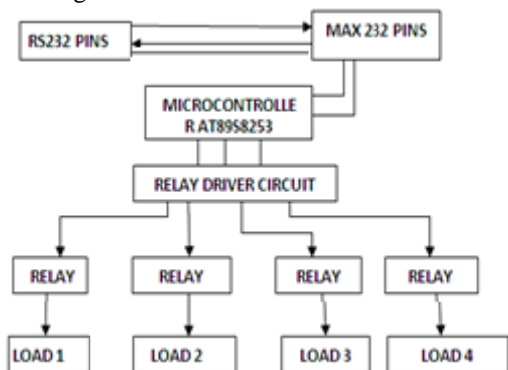 RS232 PINS
MAX 232 PINS
MICROCONTROLLE
R AT89S8253
RELAY DRIVER CIRCUIT
RELAY
RELAY
RELAY
RELAY
LOAD 1
LOAD 2
LOAD 3
LOAD 4